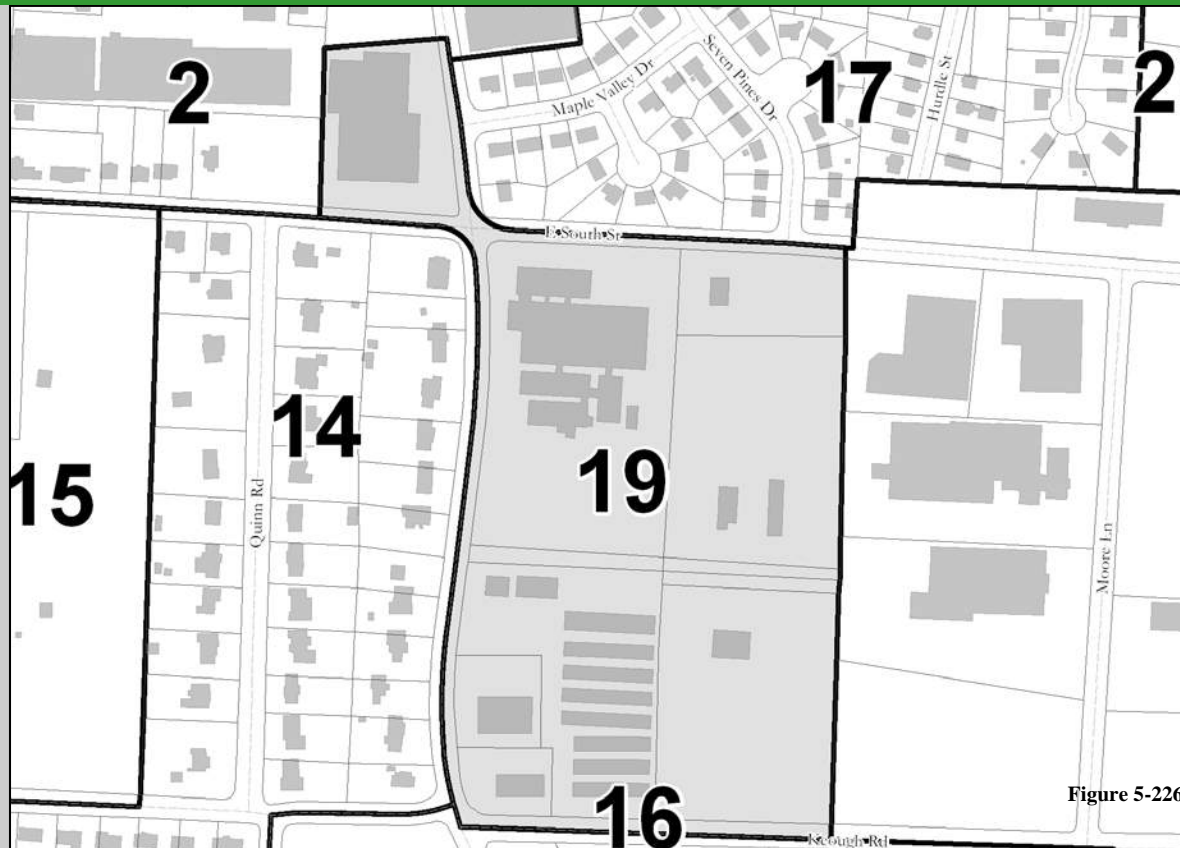 2
17
2
Maple Valley Dr
Seven Pines Dr
Hurdle St
E South St
14
15
19
Quinn Rd
Moore Ln
16
Figure 5-226
Keough Rd